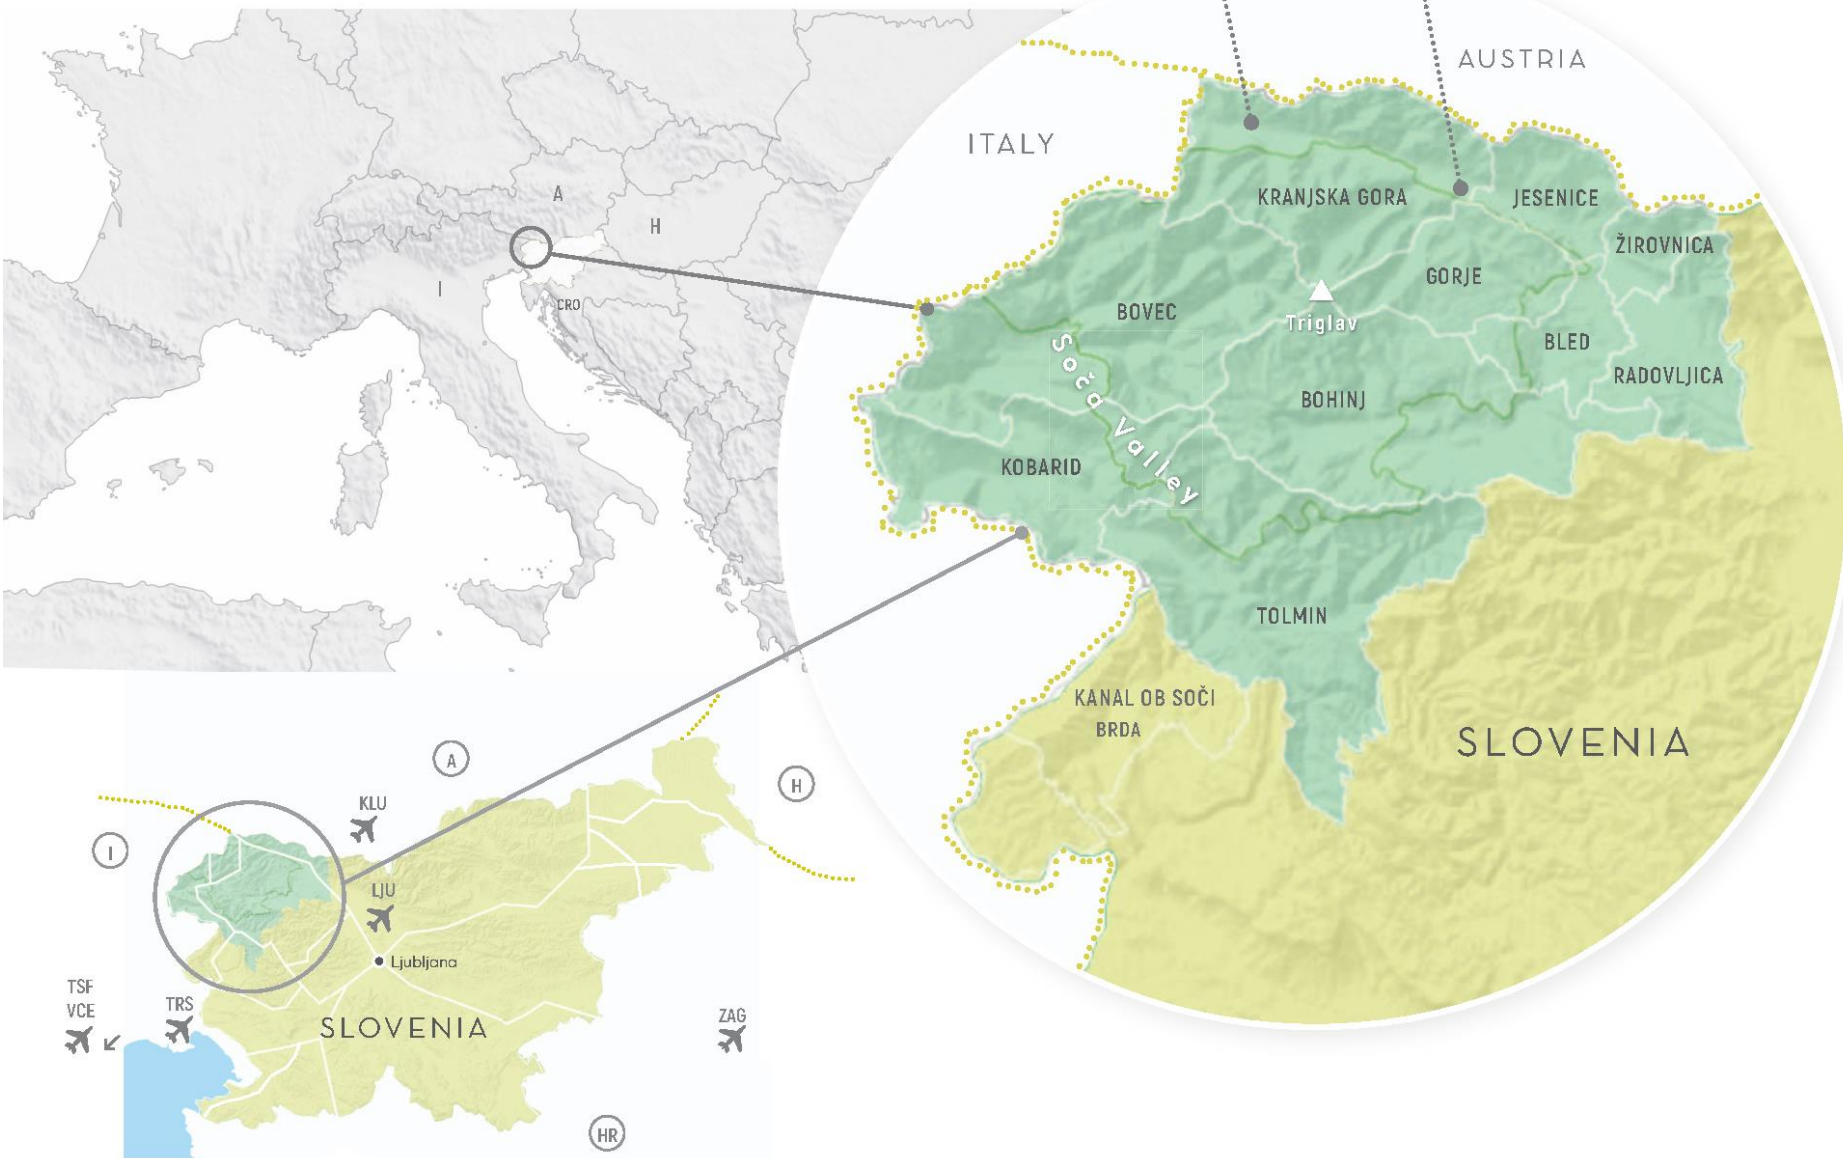 AUSTRIA
ITALY
KRANJSKA GORA
JESENICE
ŽIROVNICA
GORJE
BOVEC
Triglav
BLED
RADOVLJICA
BOHINJ
Soča Valley
KOBARID
TOLMIN
KANAL OB SOČI
BRDA
SLOVENIA
A
H
I
CRO
A
H
KLU
I
LJU
Ljubljana
TSF
VCE
TRS
SLOVENIA
ZAG
HR